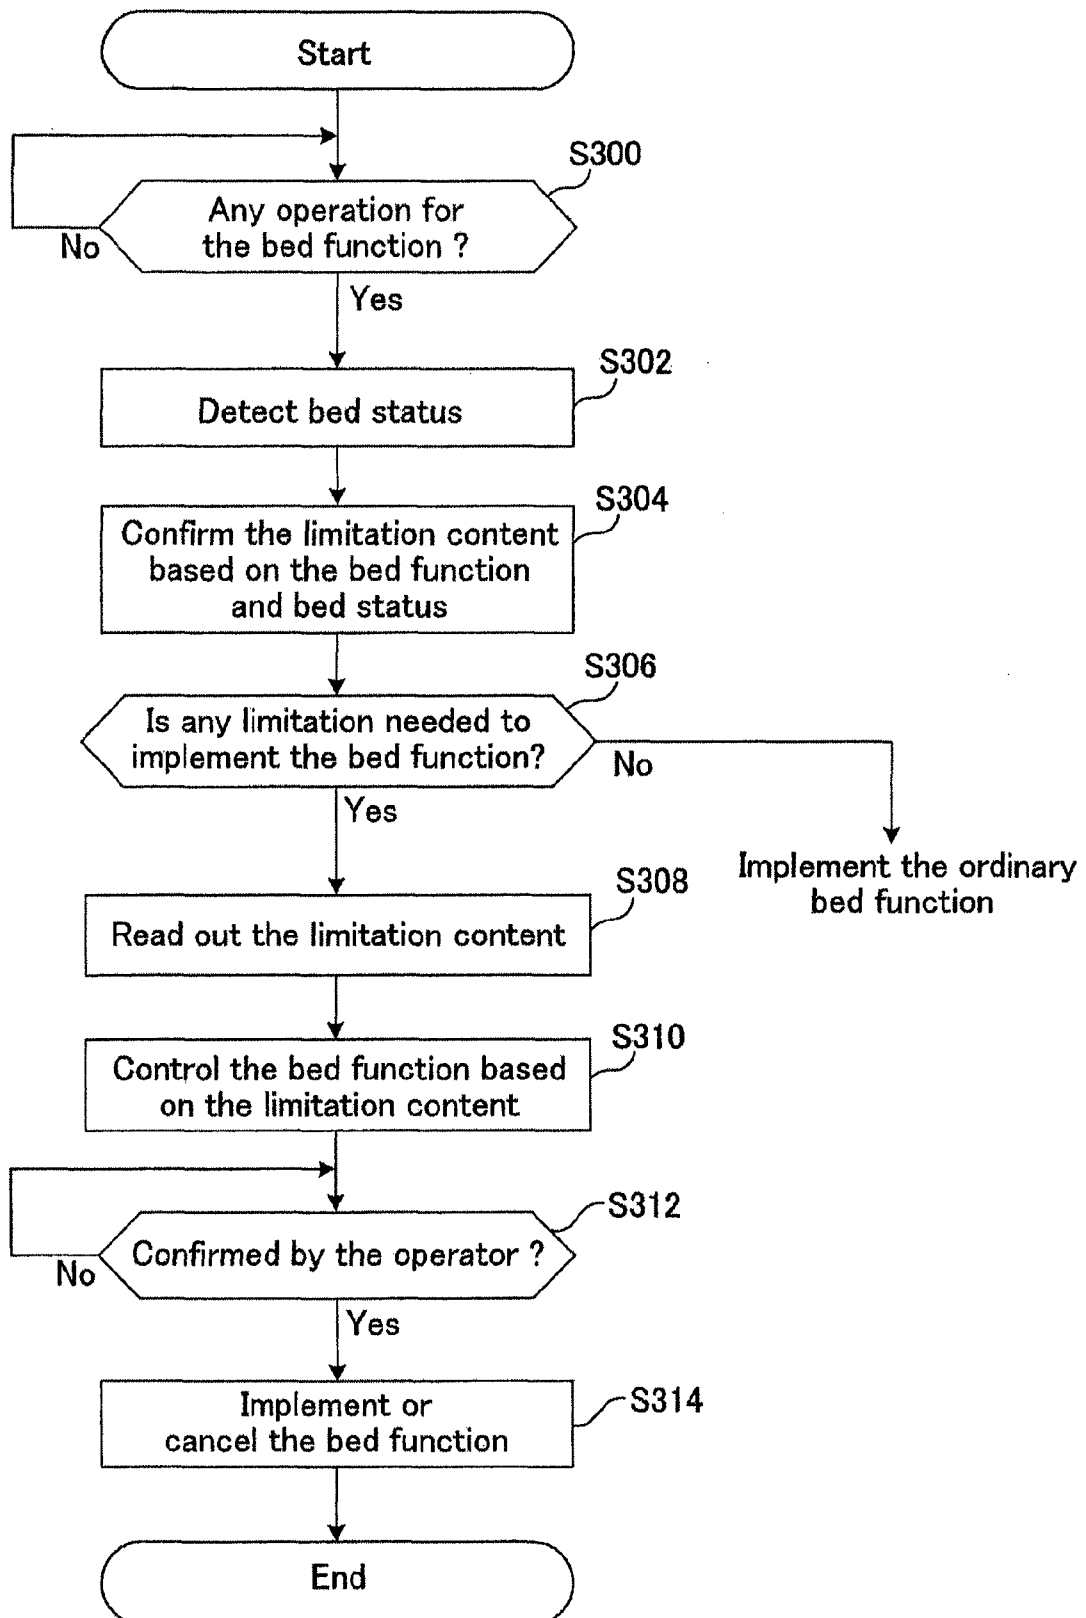 Start
S300
Any operation for
the bed function ?
No
Yes
S302
Detect bed status
S304
Confirm the limitation content
based on the bed function
and bed status
S306
Is any limitation needed to
implement the bed function?
No
Yes
Implement the ordinary
bed function
S308
Read out the limitation content
S310
Control the bed function based
on the limitation content
S312
Confirmed by the operator ?
No
Yes
S314
Implement or
cancel the bed function
End